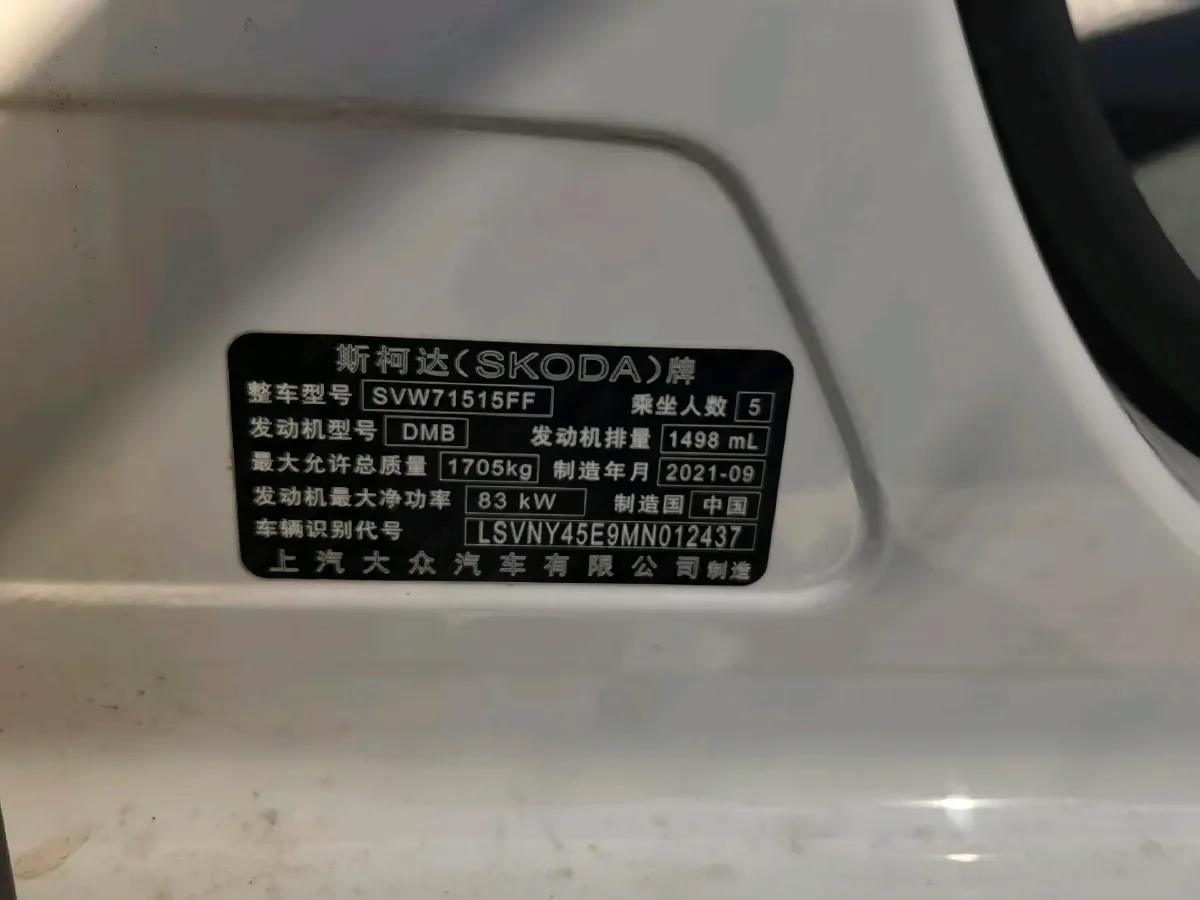 斯柯达(SKODA)牌
整车型号 SVW71515FF 乘坐人数 5
发动机型号 DMB 发动机排量 1498 mL
最大允许总质量 1705kg 制造年月 2021-09
发动机最大净功率 83 kW 制造国 中国
车辆识别代号 LSVNY45E9MN012437
上汽大众汽车有限公司制造